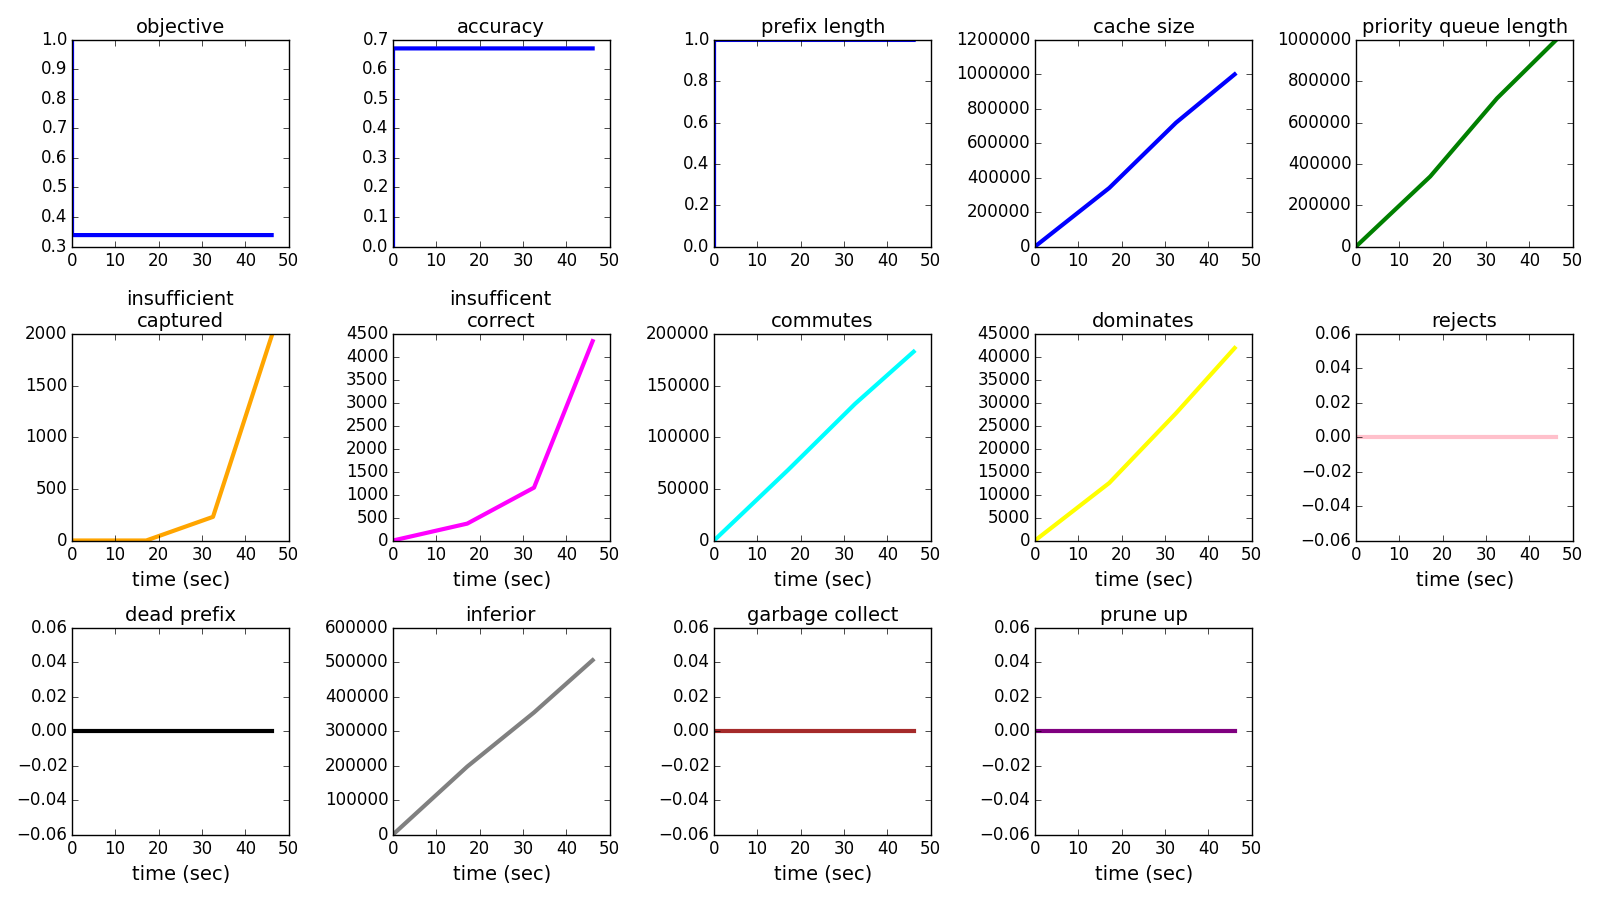 objective
1.0
0.9
0.8
0.7
0.6
0.5
0.4
0.3
0 10 20 30 40 50
accuracy
0.7
0.6
0.5
0.4
0.3
0.2
0.1
0.0
0 10 20 30 40 50
prefix length
1.0
0.8
0.6
0.4
0.2
0.0
0 10 20 30 40 50
cache size
1200000
1000000
800000
600000
400000
200000
0
0 10 20 30 40 50
priority queue length
1000000
800000
600000
400000
200000
0
0 10 20 30 40 50
insufficient
captured
2000
1500
1000
500
0
0 10 20 30 40 50
time (sec)
insufficent
correct
4500
4000
3500
3000
2500
2000
1500
1000
500
0
0 10 20 30 40 50
time (sec)
commutes
200000
150000
100000
50000
0
0 10 20 30 40 50
time (sec)
dominates
45000
40000
35000
30000
25000
20000
15000
10000
5000
0
0 10 20 30 40 50
time (sec)
rejects
0.06
0.04
0.02
0.00
−0.02
−0.04
−0.06
0 10 20 30 40 50
time (sec)
dead prefix
0.06
0.04
0.02
0.00
−0.02
−0.04
−0.06
0 10 20 30 40 50
time (sec)
inferior
600000
500000
400000
300000
200000
100000
0
0 10 20 30 40 50
time (sec)
garbage collect
0.06
0.04
0.02
0.00
−0.02
−0.04
−0.06
0 10 20 30 40 50
time (sec)
prune up
0.06
0.04
0.02
0.00
−0.02
−0.04
−0.06
0 10 20 30 40 50
time (sec)